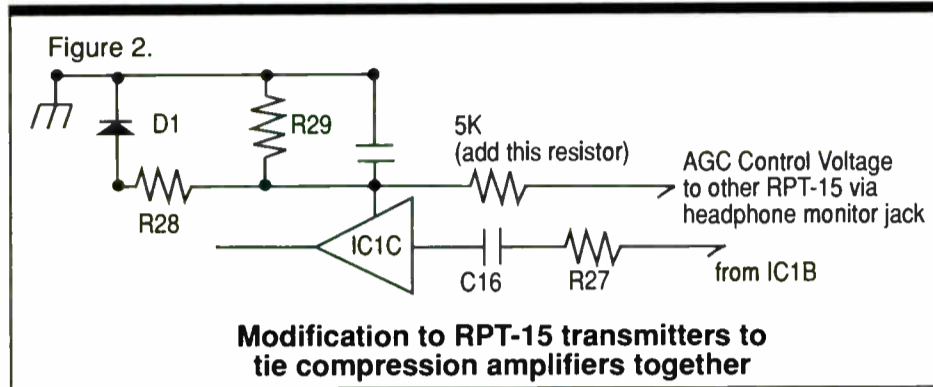 Figure 2.
D1
R29
5K
(add this resistor)
AGC Control Voltage
to other RPT-15 via
headphone monitor jack
R28
IC1C
C16
R27
from IC1B
Modification to RPT-15 transmitters to
tie compression amplifiers together